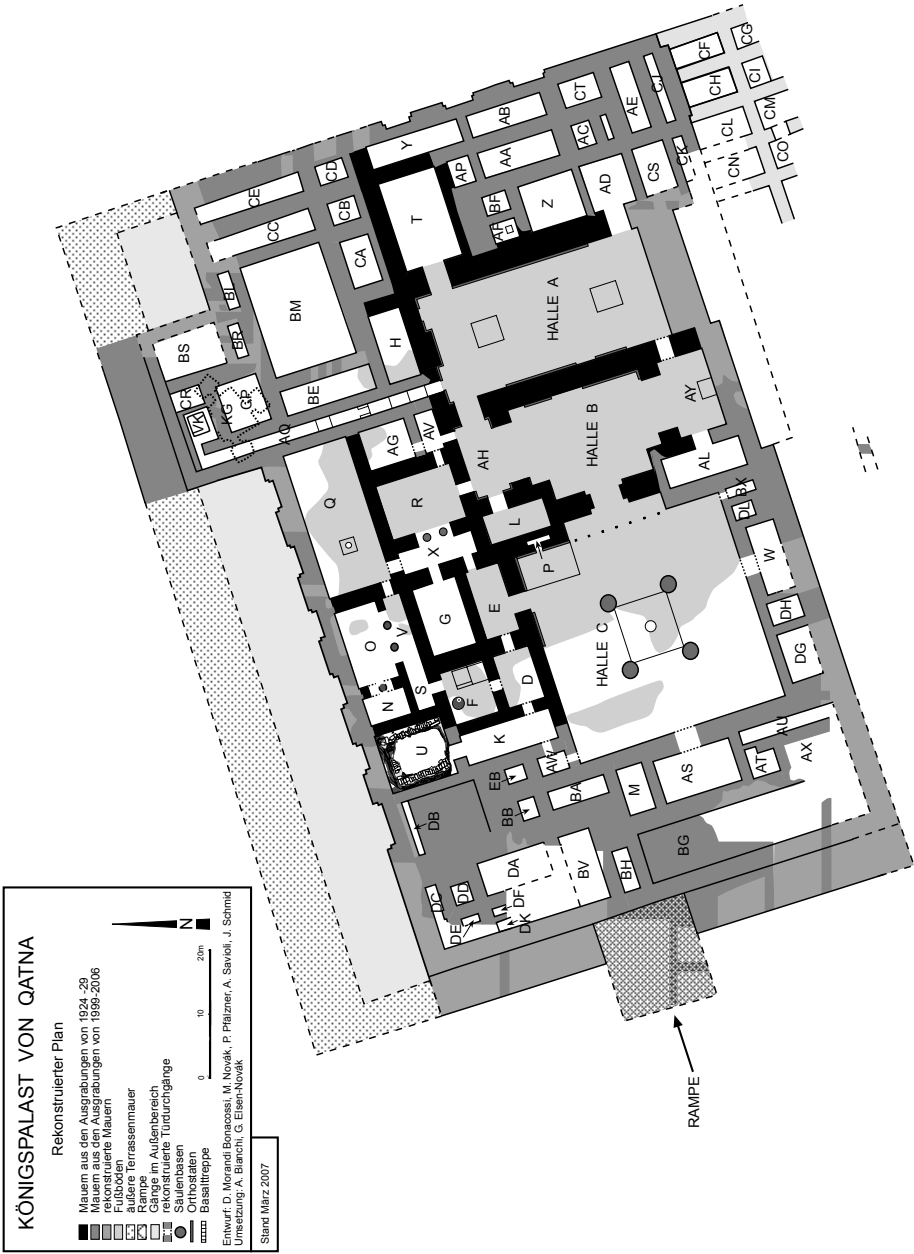 KÖNIGSPALAST VON QATNA
Rekonstruierter Plan
Mauern aus den Ausgrabungen von 1924 -29
Mauern aus den Ausgrabungen von 1999-2006
rekonstruierte Mauern
Fußböden
äußere Terrassenmauer
Rampe
Gänge im Außenbereich
rekonstruierte Türdurchgänge
Säulenbasen
Orthostaten
Basalttreppe
0 10 20m
N
Entwurf: D. Morandi Bonacossi, M. Novák, P. Pfälzner, A. Savioli, J. Schmid
Umsetzung: A. Bianchi, G. Elsen-Novák
Stand März 2007
VK
CR
BS
KG
GP
AQ
BR
BI
CC
CE
BM
BE
CA
CB
CD
H
T
Y
Q
AG
AV
R
X
AH
L
P
O
V
N
S
G
E
F
D
U
K
AW
EB
BB
BA
DB
DC
DD
DE
DF
DK
DA
BV
BH
BG
M
AS
AT
AU
AX
HALLE A
HALLE B
HALLE C
AP
BF
AF
AA
AB
Z
AC
CT
AD
AE
CS
CJ
CK
CF
CG
CH
CI
CL
CM
CN
CO
AY
AL
BX
DL
W
DH
DG
RAMPE